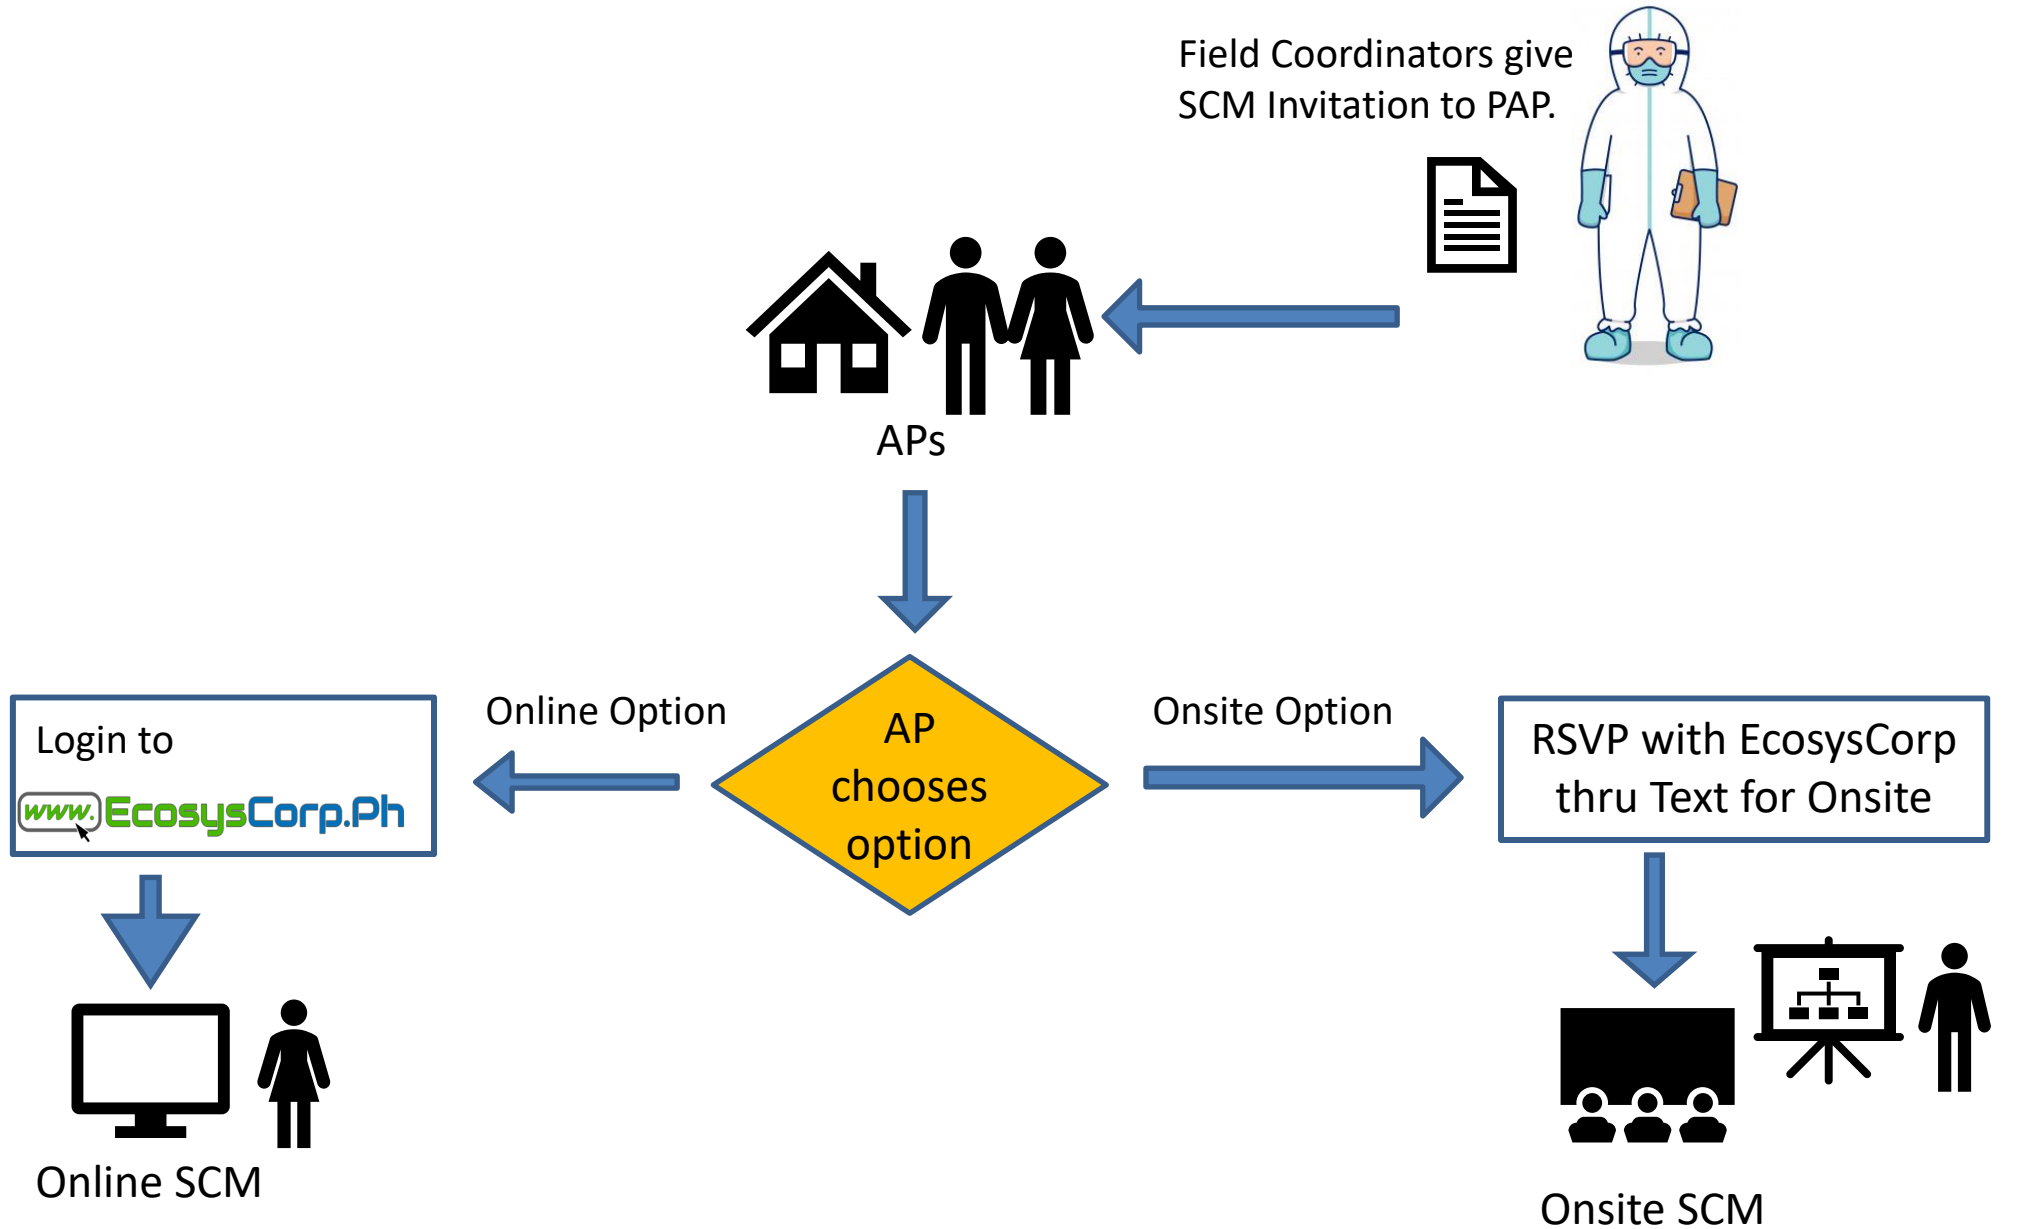 Field Coordinators give
SCM Invitation to PAP.
APs
Online Option
Onsite Option
AP
chooses
option
Login to
www.EcosysCorp.Ph
RSVP with EcosysCorp
thru Text for Onsite
Online SCM
Onsite SCM